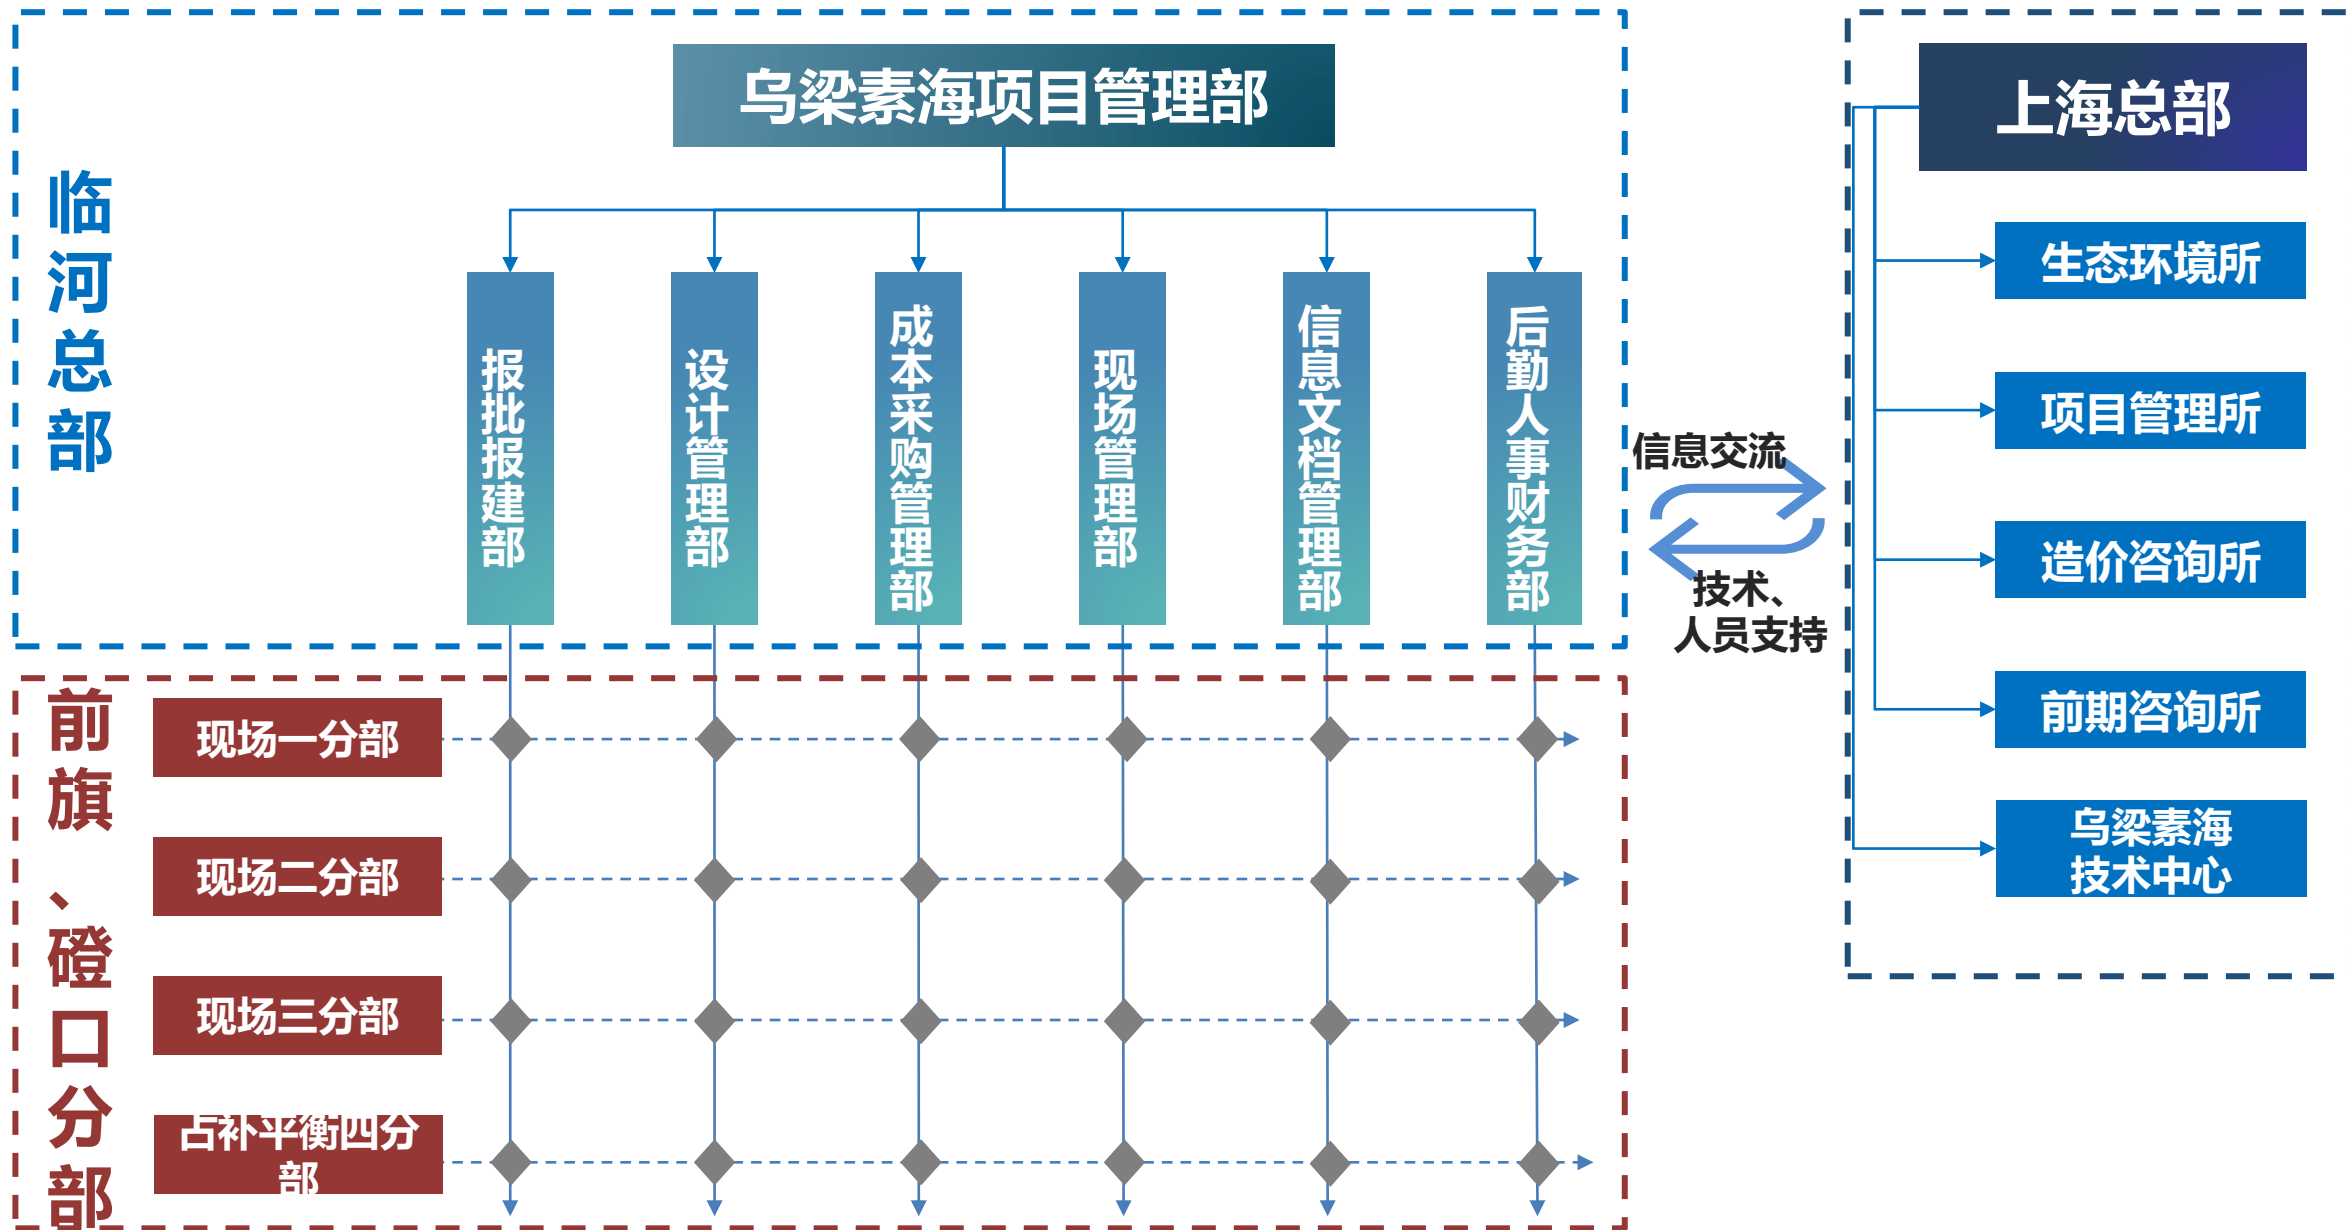 乌梁素海项目管理部
临河总部
报批报建部
设计管理部
成本采购管理部
现场管理部
信息文档管理部
后勤人事财务部
前旗、磴口分部
现场一分部
现场二分部
现场三分部
占补平衡四分
部
信息交流
技术、
人员支持
上海总部
生态环境所
项目管理所
造价咨询所
前期咨询所
乌梁素海
技术中心